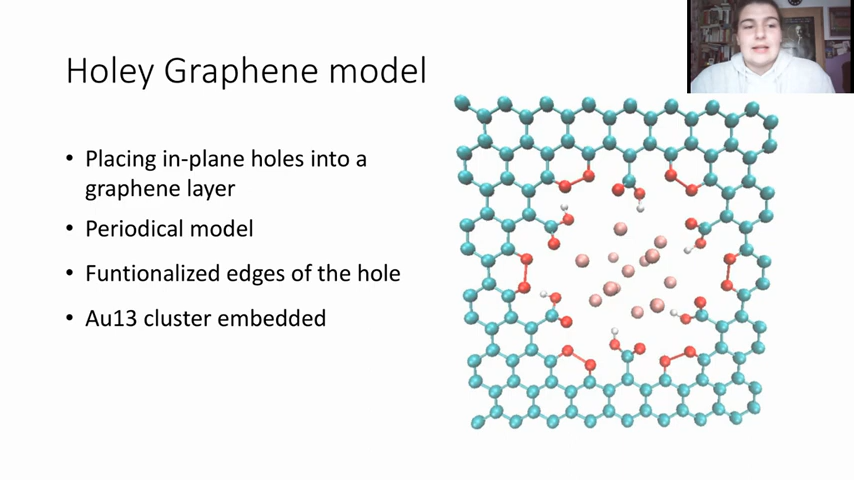 Holey Graphene model
• Placing in-plane holes into a
graphene layer
• Periodical model
• Funtionalized edges of the hole
• Au13 cluster embedded